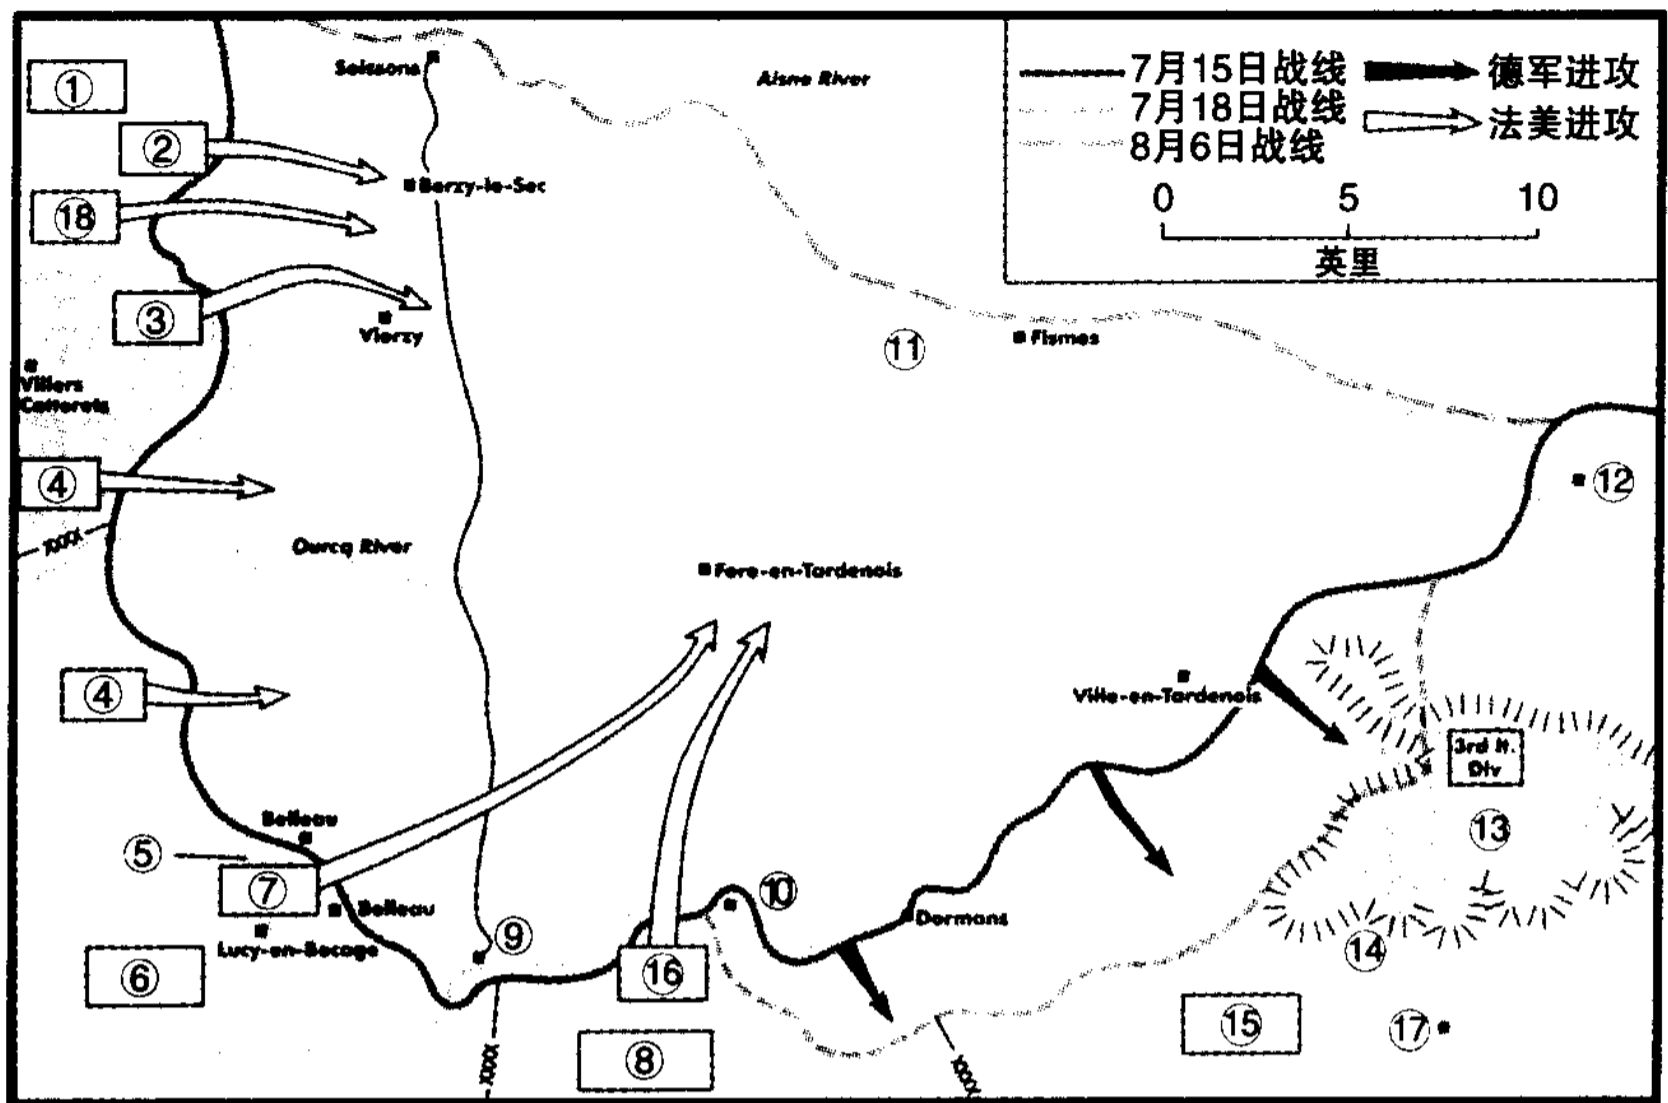 ①
Soissons
Aisne River
7月15日战线
德军进攻
7月18日战线
法美进攻
8月6日战线
②
Berzy-le-Sec
⑱
0 5 10
英里
③
Vierzy
⑪
Fismes
Villers
Cotterets
④
⑫
XXXX
Ourcq River
Fere-en-Tardenois
④
Ville-en-Tardenois
3rd It.
Div
⑬
Belleau
⑤
⑦
⑩
Belleau
Dormans
Lucy-en-Bocage
⑨
⑭
⑥
⑯
⑮
⑰
⑧
XXXX
XXXX